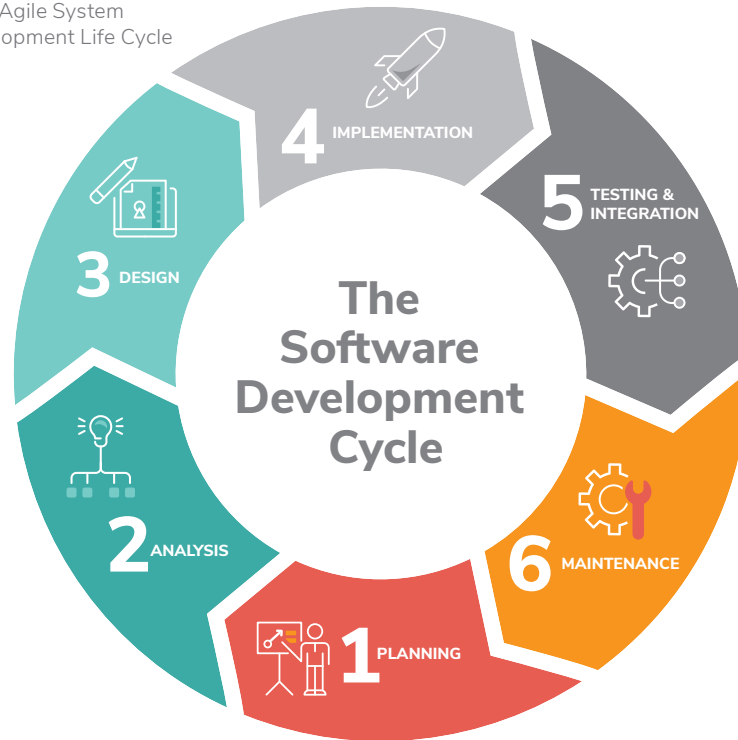 Agile System
opment Life Cycle
4 IMPLEMENTATION
5 TESTING &
INTEGRATION
3 DESIGN
The
Software
Development
Cycle
2 ANALYSIS
6 MAINTENANCE
1 PLANNING